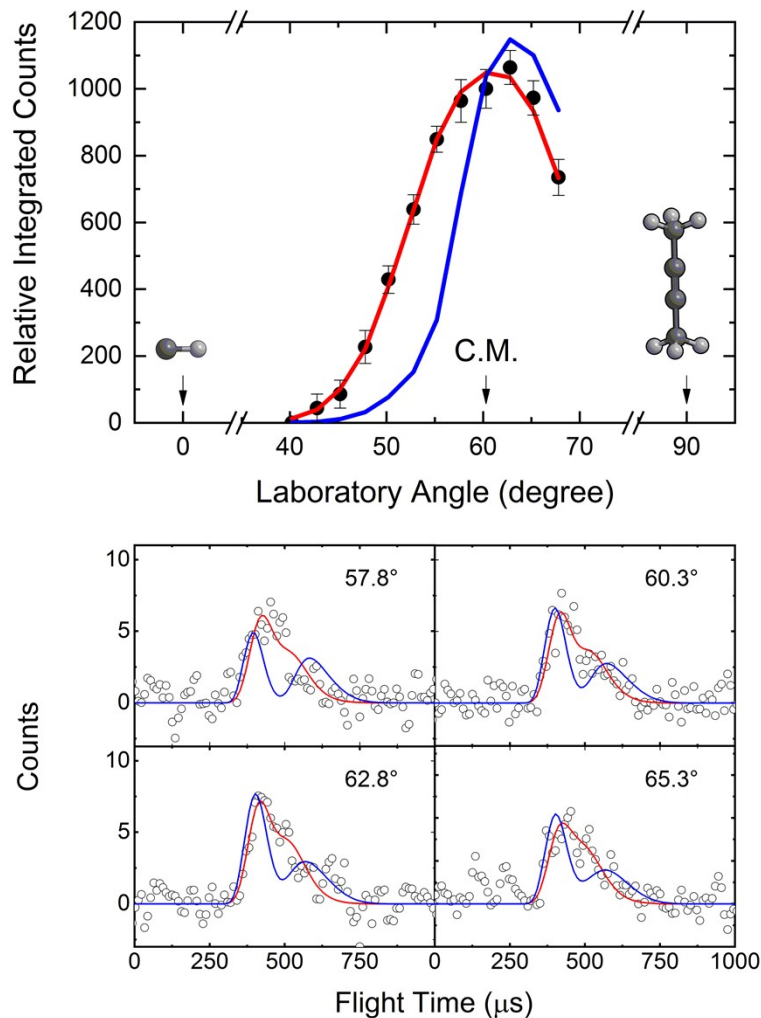 1200
1000
800
600
400
200
0
Relative Integrated Counts
C.M.
0 40 50 60 70 90
Laboratory Angle (degree)
10
5
0
57.8°
60.3°
10
5
0
62.8°
65.3°
Counts
0 250 500 750 0 250 500 750 1000
Flight Time (μs)